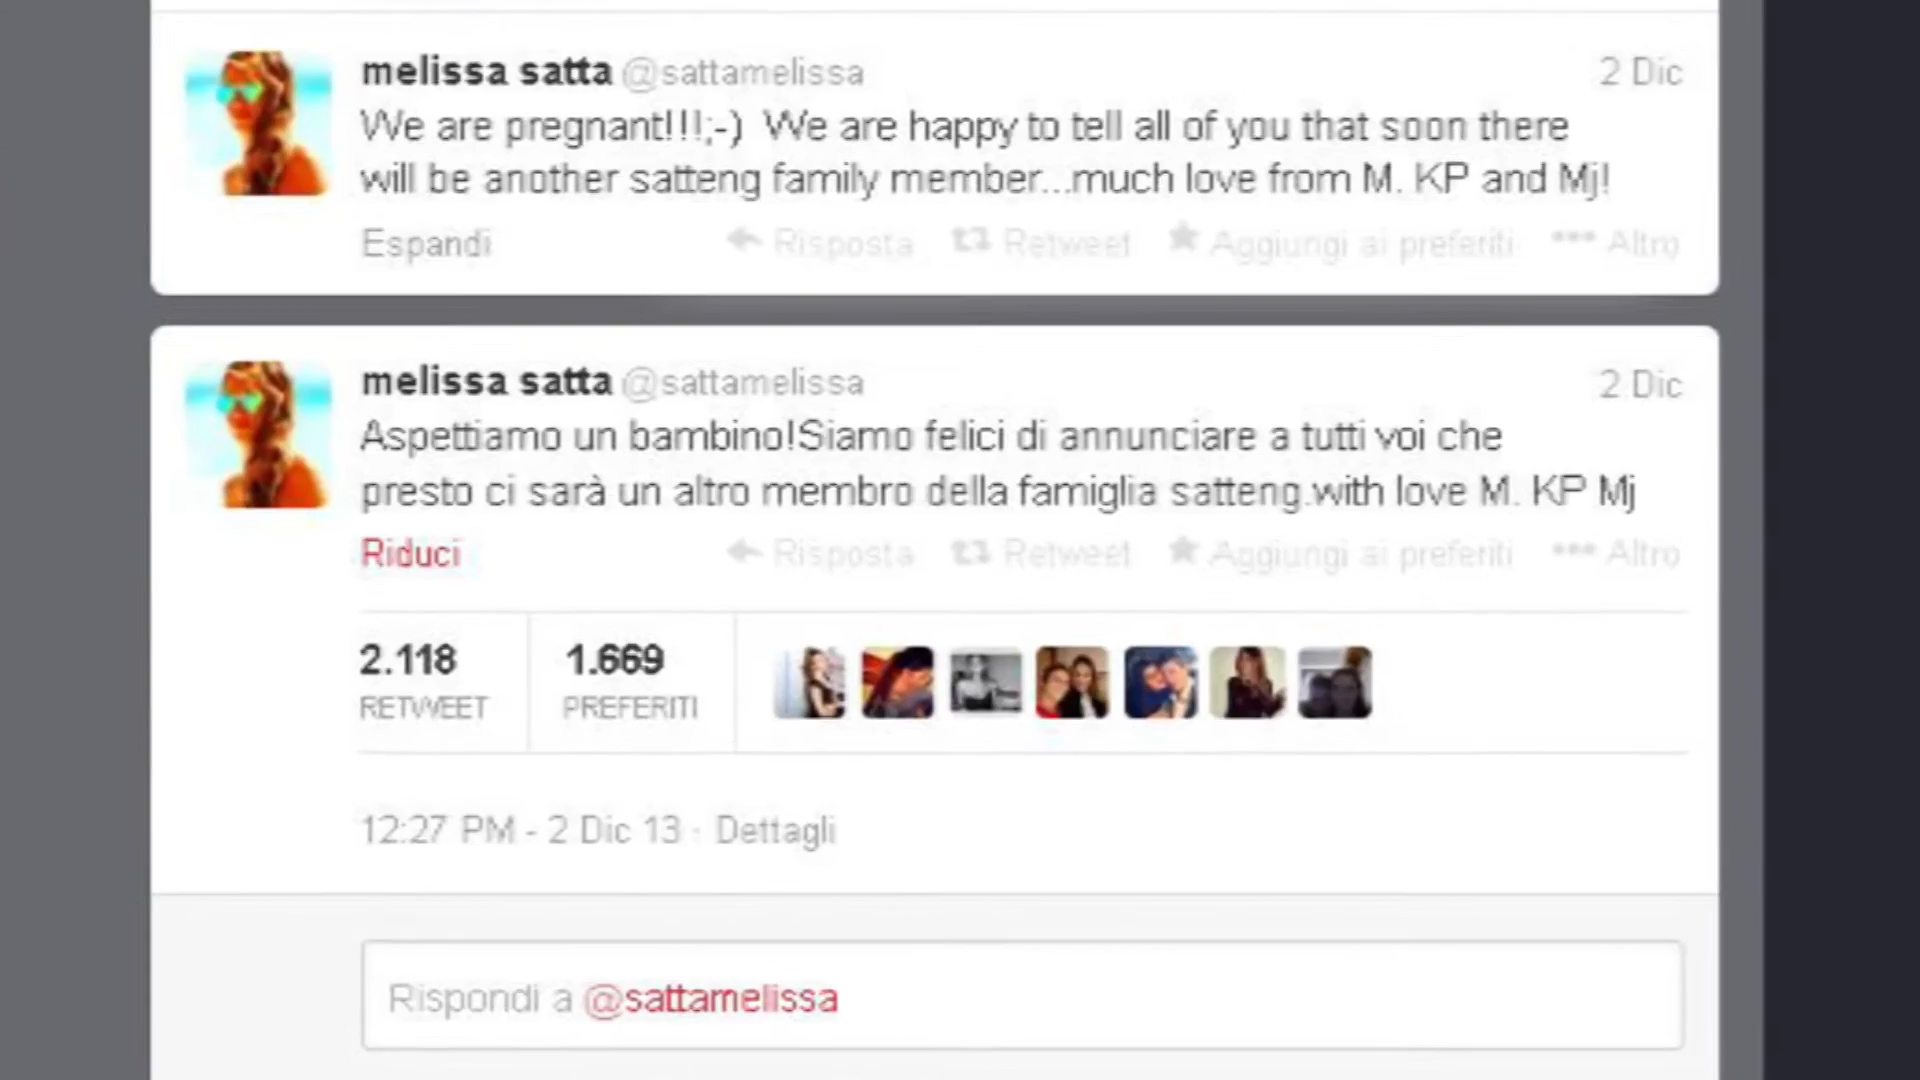 melissa satta @sattamelissa 2 Dic
We are pregnant!!!;-) We are happy to tell all of you that soon there
will be another satteng family member...much love from M. KP and Mj!
Espandi Risposta Retweet Aggiungi ai preferiti Altro
melissa satta @sattamelissa 2 Dic
Aspettiamo un bambino!Siamo felici di annunciare a tutti voi che
presto ci sarà un altro membro della famiglia satteng.with love M. KP Mj
Riduci Risposta Retweet Aggiungi ai preferiti Altro
2.118 1.669
RETWEET PREFERITI
12:27 PM - 2 Dic 13 · Dettagli
Rispondi a @sattamelissa